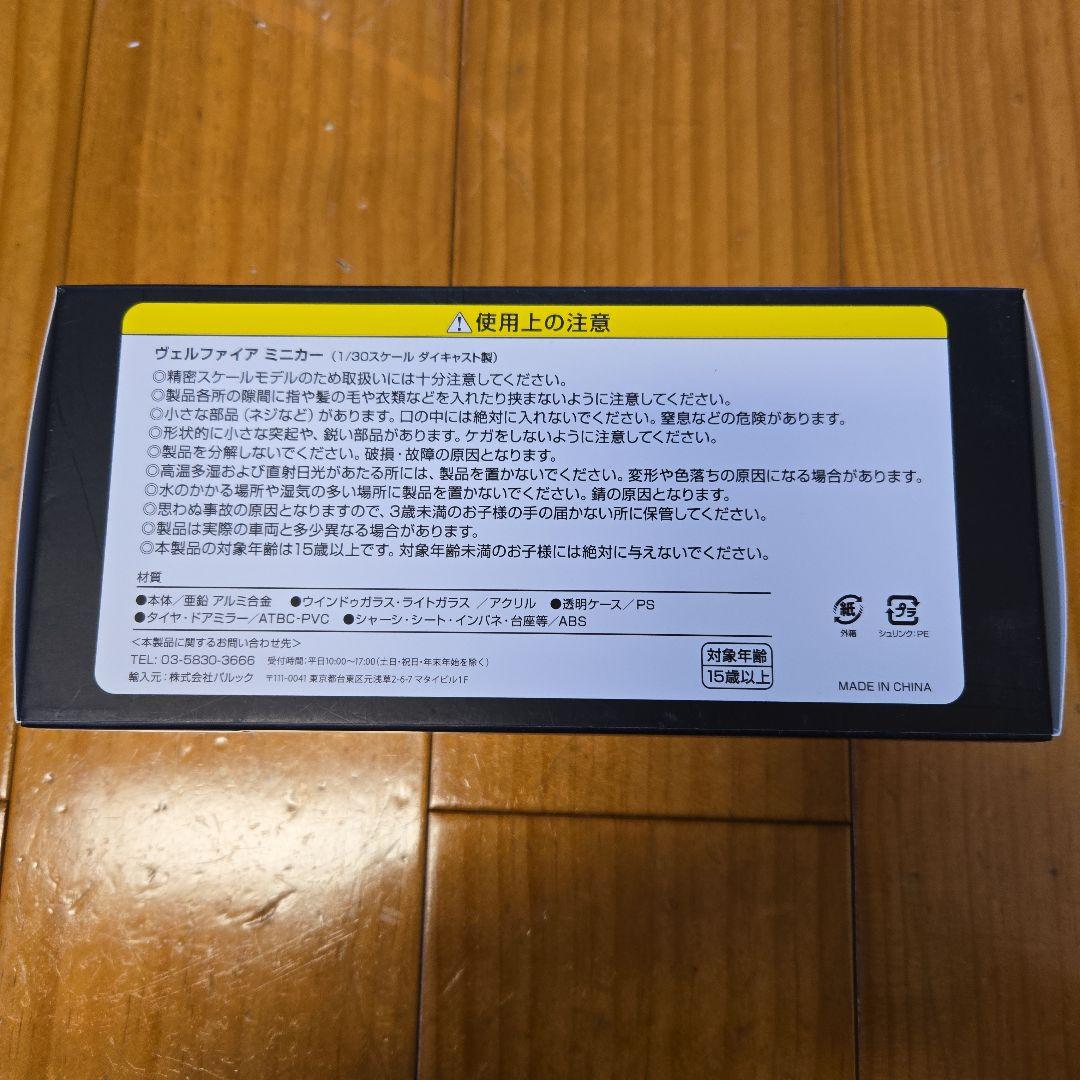 使用上の注意
ヴェルファイア ミニカー (1/30スケール ダイキャスト製)
◎精密スケールモデルのため取扱いには十分注意してください。
◎製品各所の隙間に指や髪の毛や衣類などを入れたり挟まないように注意してください。
◎小さな部品(ネジなど)があります。口の中には絶対に入れないでください。窒息などの危険があります。
◎形状的に小さな突起や、鋭い部品があります。ケガをしないように注意してください。
◎製品を分解しないでください。破損・故障の原因となります。
◎高温多湿および直射日光があたる所には、製品を置かないでください。変形や色落ちの原因になる場合があります。
◎水のかかる場所や湿気の多い場所に製品を置かないでください。錆の原因となります。
◎思わぬ事故の原因となりますので、3歳未満のお子様の手の届かない所に保管してください。
◎製品は実際の車両と多少異なる場合があります。
◎本製品の対象年齢は15歳以上です。対象年齢未満のお子様には絶対に与えないでください。
材質
●本体/亜鉛 アルミ合金 ●ウインドゥガラス・ライトガラス /アクリル ●透明ケース/PS
●タイヤ・ドアミラー/ATBC-PVC ●シャーシ・シート・インパネ・台座等/ABS
<本製品に関するお問い合わせ先>
TEL: 03-5830-3666 受付時間:平日10:00~17:00(土日・祝日・年末年始を除く)
輸入元:株式会社バルック 〒111-0041 東京都台東区元浅草2-6-7 マタイビル1F
対象年齢
15歳以上
紙
外箱
プラ
シュリンク:PE
MADE IN CHINA